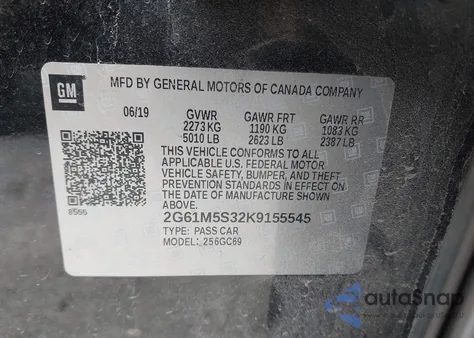 GM
MFD BY GENERAL MOTORS OF CANADA COMPANY
06/19 GVWR GAWR FRT GAWR RR
2273 KG 1190 KG 1083 KG
5010 LB 2623 LB 2387 LB
THIS VEHICLE CONFORMS TO ALL
APPLICABLE U.S. FEDERAL MOTOR
VEHICLE SAFETY, BUMPER, AND THEFT
PREVENTION STANDARDS IN EFFECT ON
THE DATE OF MANUFACTURE SHOWN
ABOVE.
2G61M5S32K9155545
TYPE: PASS CAR
MODEL: 256GC69
autoSnap
www.autosnap.